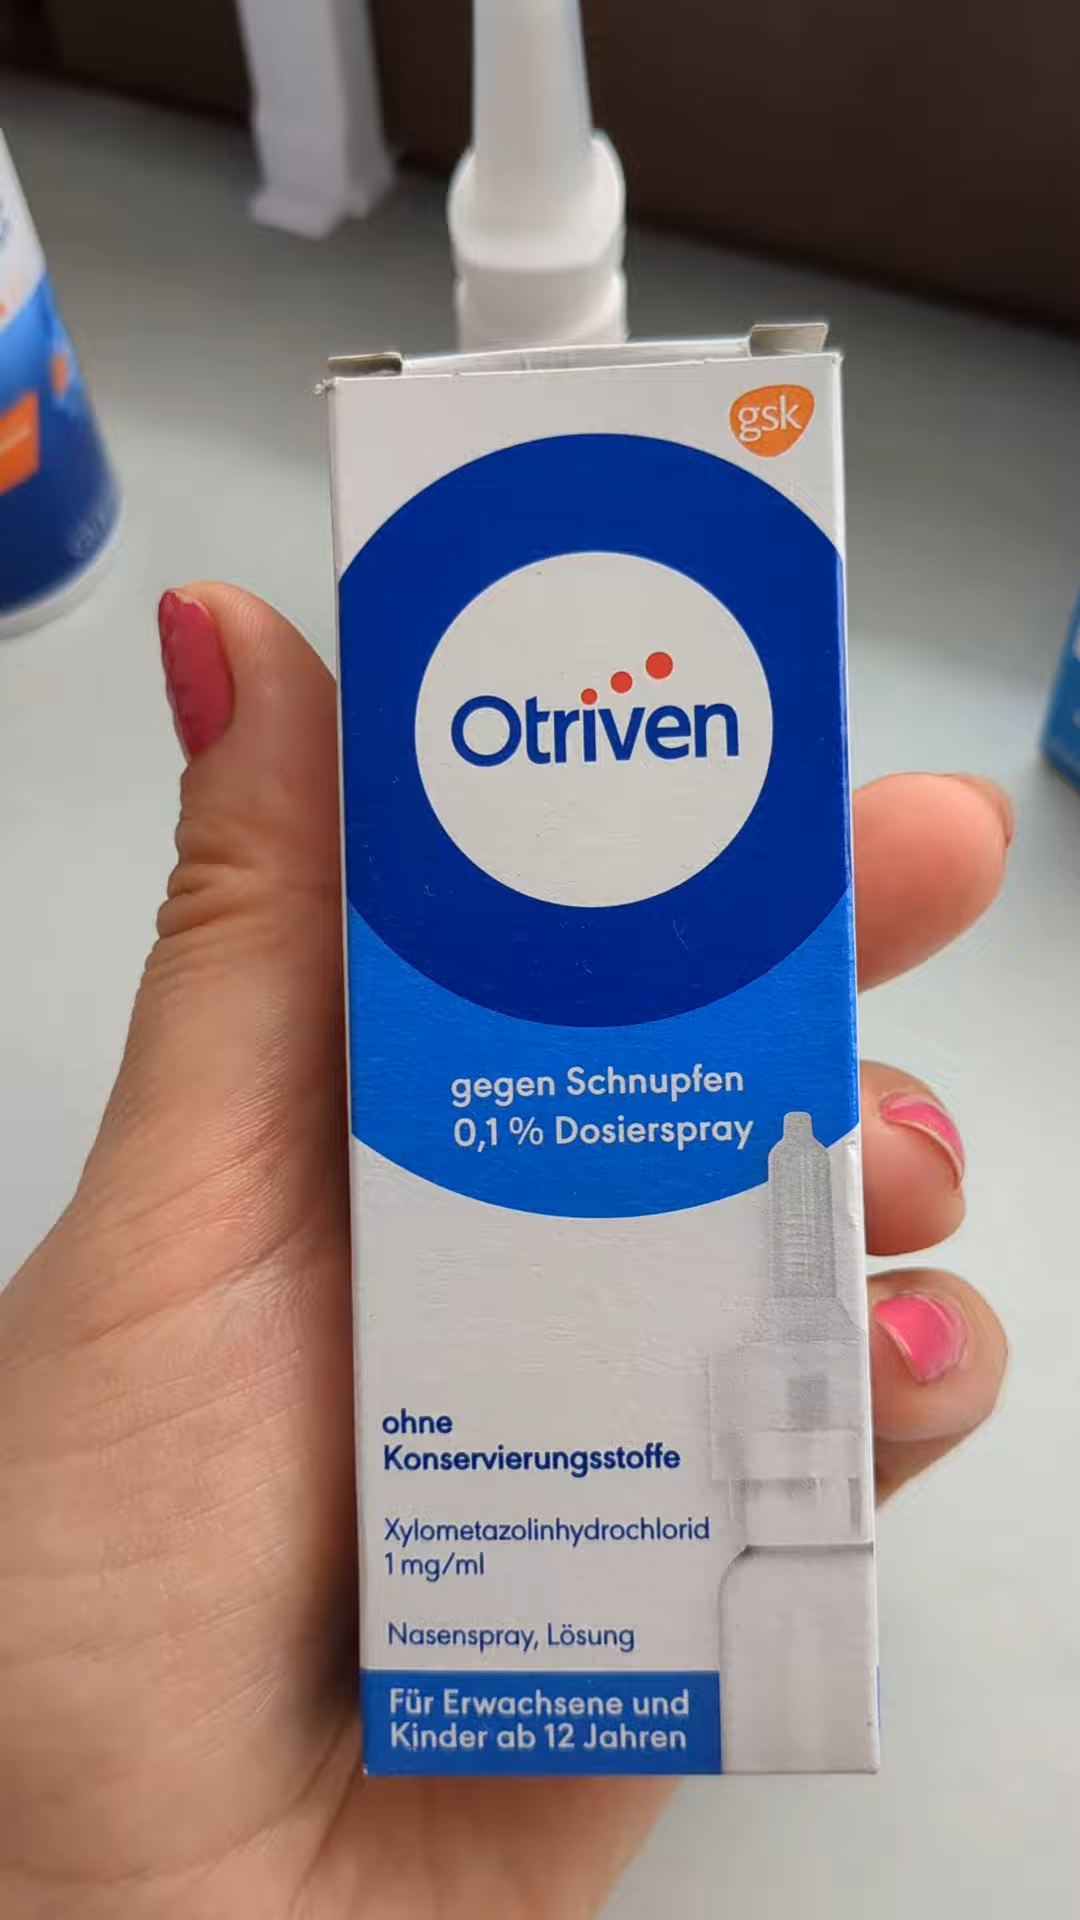 gsk
Otriven
gegen Schnupfen
0,1 % Dosierspray
ohne
Konservierungsstoffe
Xylometazolinhydrochlorid
1 mg/ml
Nasenspray, Lösung
Für Erwachsene und
Kinder ab 12 Jahren